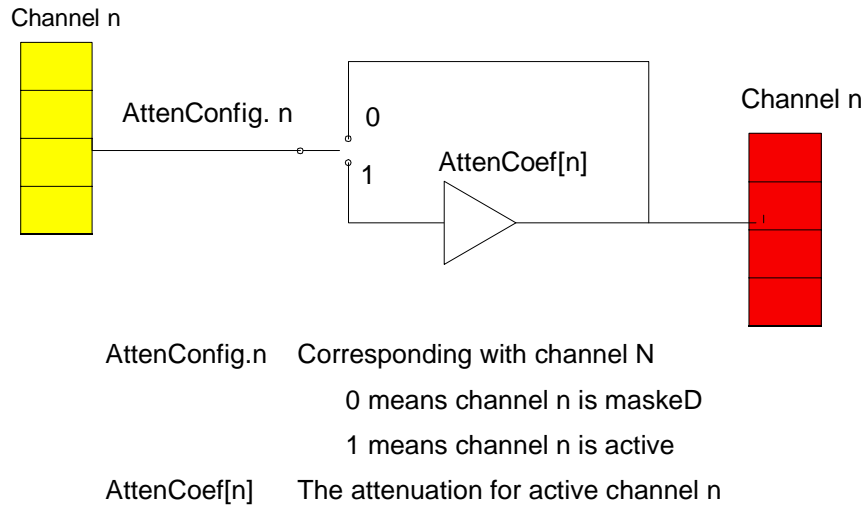 Channel n
AttenConfig. n
0
Channel n
1
AttenCoef[n]
AttenConfig.n Corresponding with channel N
0 means channel n is maskeD
1 means channel n is active
AttenCoef[n] The attenuation for active channel n